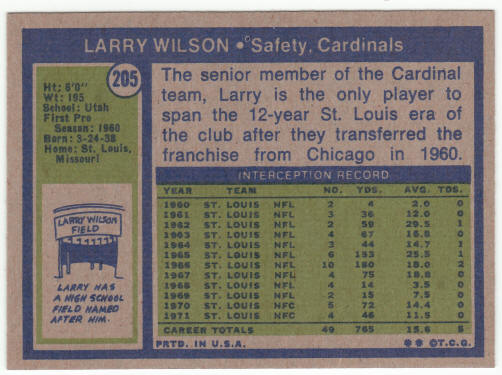 LARRY WILSON • Safety, Cardinals
205
Ht: 6'0"
Wt: 195
School: Utah
First Pro
Season: 1960
Born: 3-24-38
Home: St. Louis,
Missouri
The senior member of the Cardinal
team, Larry is the only player to
span the 12-year St. Louis era of
the club after they transferred the
franchise from Chicago in 1960.
INTERCEPTION RECORD
YEAR TEAM NO. YDS. AVG. TDS.
1960 ST. LOUIS NFL 2 4 2.0 0
1961 ST. LOUIS NFL 3 36 12.0 0
1962 ST. LOUIS NFL 2 59 29.5 1
1963 ST. LOUIS NFL 4 67 16.8 0
1964 ST. LOUIS NFL 3 44 14.7 1
1965 ST. LOUIS NFL 6 153 25.5 1
1966 ST. LOUIS NFL 10 180 18.0 2
1967 ST. LOUIS NFL 4 75 18.8 0
1968 ST. LOUIS NFL 4 14 3.5 0
1969 ST. LOUIS NFL 2 15 7.5 0
1970 ST. LOUIS NFC 5 72 14.4 0
1971 ST. LOUIS NFC 4 46 11.5 0
CAREER TOTALS 49 765 15.6 5
LARRY WILSON
FIELD
LARRY HAS
A HIGH SCHOOL
FIELD NAMED
AFTER HIM.
PRTD. IN U.S.A. ** ©T.C.G.